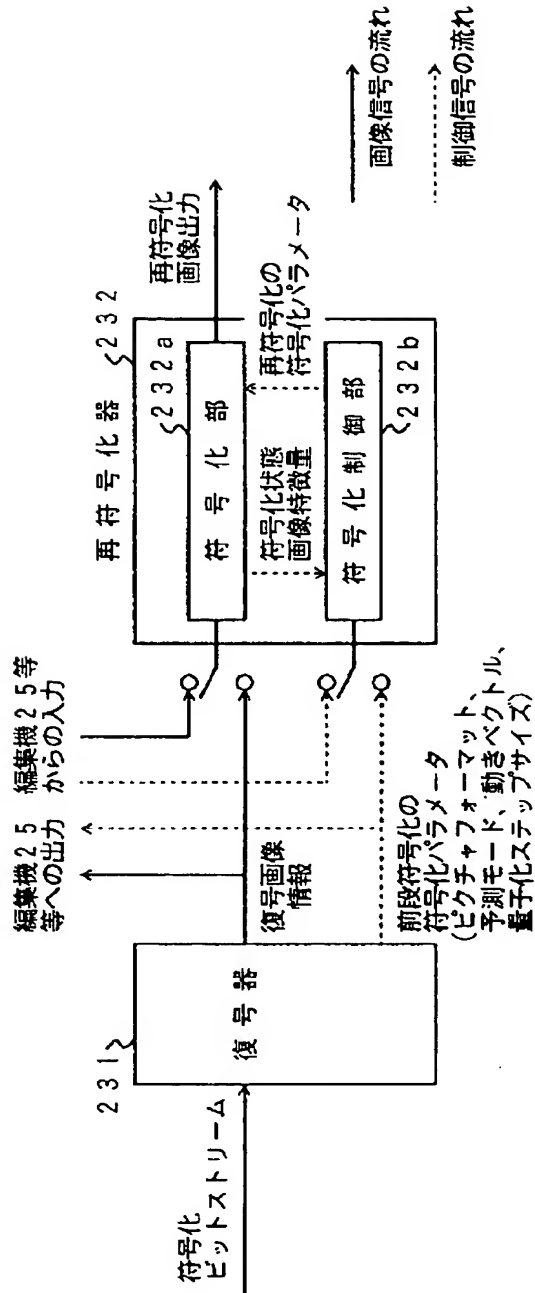 符号化
ビットストリーム
231
復号器
編集機25
等への出力
編集機25等
からの入力
復号画像
情報
前段符号化の
符号化パラメータ
(ピクチャフォーマット、
予測モード、動きベクトル、
量子化ステップサイズ)
再符号化器
232
232a
符号化部
符号化状態
画像特徴量
再符号化の
符号化パラメータ
符号化制御部
232b
再符号化
画像出力
画像信号の流れ
制御信号の流れ